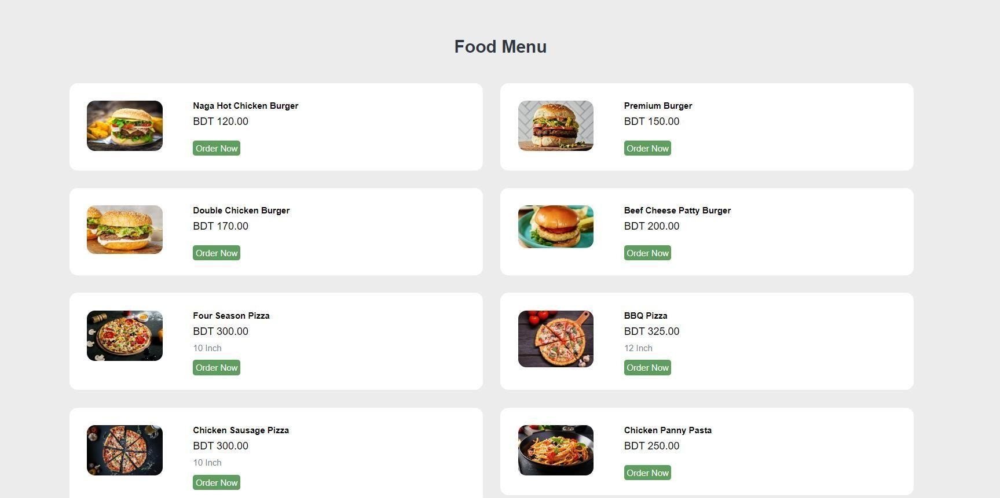 Food Menu
Naga Hot Chicken Burger
BDT 120.00
Order Now
Premium Burger
BDT 150.00
Order Now
Double Chicken Burger
BDT 170.00
Order Now
Beef Cheese Patty Burger
BDT 200.00
Order Now
Four Season Pizza
BDT 300.00
10 Inch
Order Now
BBQ Pizza
BDT 325.00
12 Inch
Order Now
Chicken Sausage Pizza
BDT 300.00
10 Inch
Order Now
Chicken Panny Pasta
BDT 250.00
Order Now